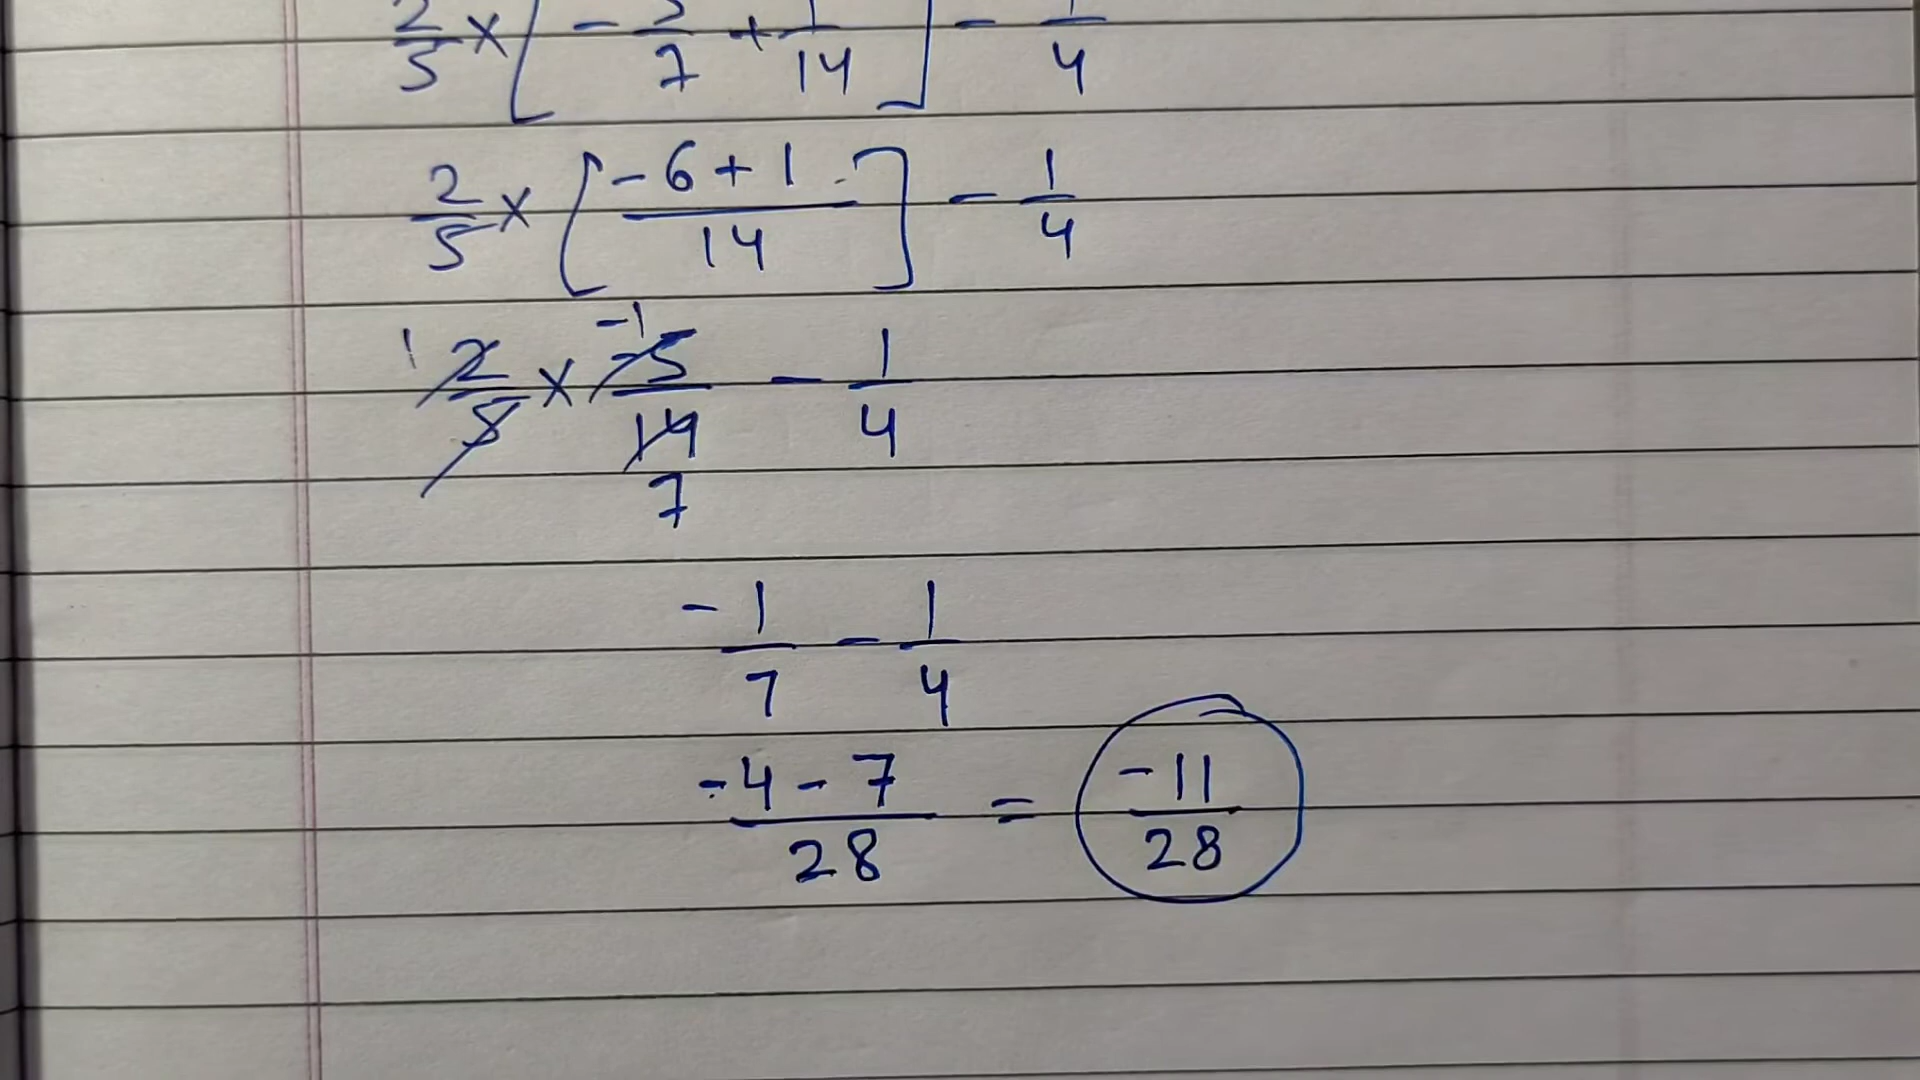 2/5 × [ - 3/7 + 1/14 ] - 1/4
2/5 × [ (-6+1)/14 ] - 1/4
1 -1
2/5 × -5/14 - 1/4
7
-1/7 - 1/4
(-4-7)/28 = -11/28